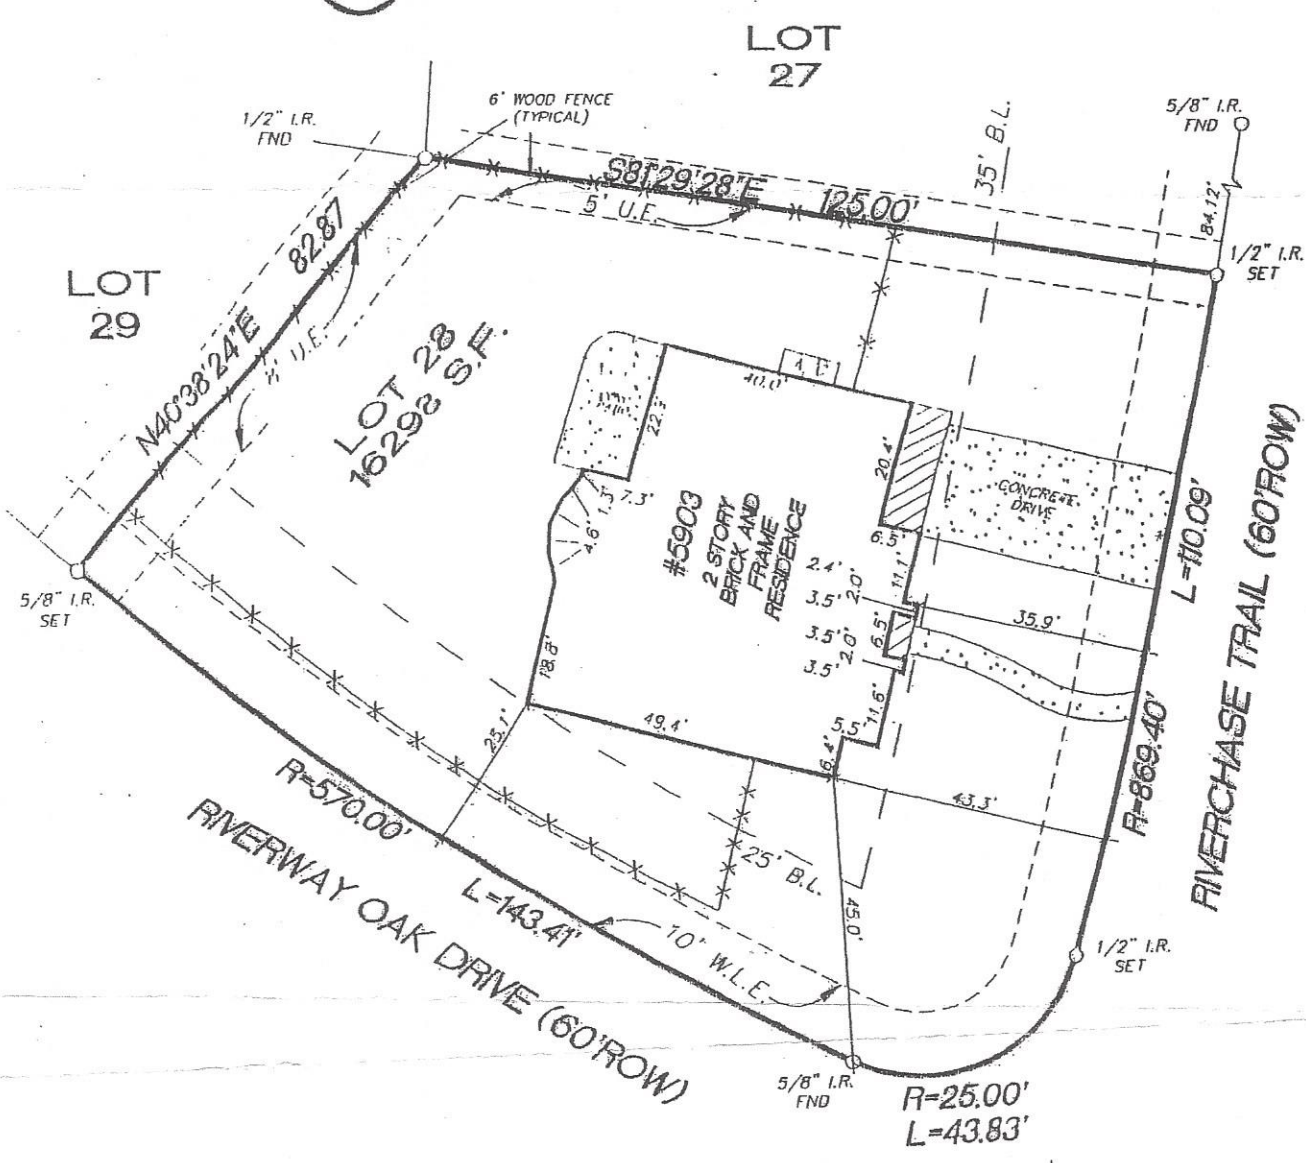 LOT
27
6' WOOD FENCE
(TYPICAL)
1/2" I.R.
FND
5/8" I.R.
FND
35' B.L.
84.12'
S81°29'28"E
125.00'
5' U.E.
1/2" I.R.
SET
82.87
LOT
29
N40°38'24"E
U.E.
LOT 28
16298 S.F.
40.0'
22.3'
20.4'
CONCRETE
DRIVE
1.3'
7.3'
4.6'
#5903
2 STORY
BRICK AND
FRAME
RESIDENCE
6.5'
11.1'
2.4'
2.0'
3.5'
3.5'
6.5'
2.0'
3.5'
35.9'
L=110.09'
RIVERCHASE TRAIL (60'ROW)
5/8" I.R.
SET
18.8'
49.4'
11.6'
5.5'
6.4'
25.1'
43.3'
R=869.40'
R=570.00'
RIVERWAY OAK DRIVE (60'ROW)
L=143.41'
25' B.L.
45.0'
10' W.L.E.
1/2" I.R.
SET
5/8" I.R.
FND
R=25.00'
L=43.83'